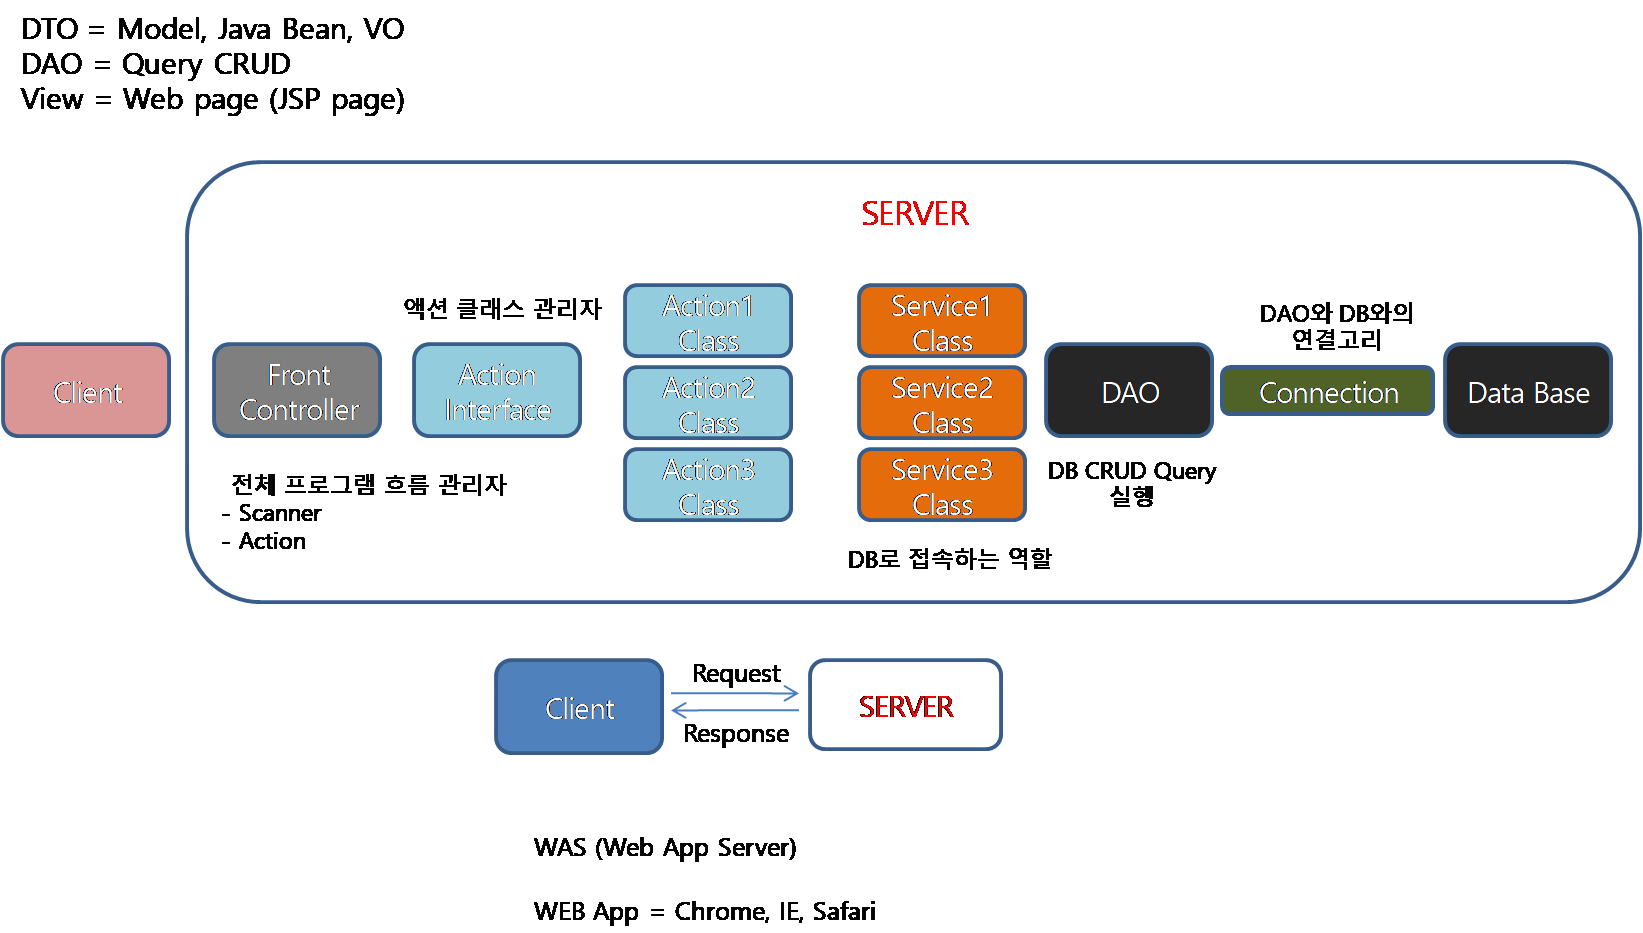 DTO = Model, Java Bean, VO
DAO = Query CRUD
View = Web page (JSP page)
SERVER
액션 클래스 관리자
Client
Front
Controller
Action
Interface
Action1
Class
Action2
Class
Action3
Class
Service1
Class
Service2
Class
Service3
Class
DAO
DAO와 DB와의
연결고리
Connection
Data Base
전체 프로그램 흐름 관리자
- Scanner
- Action
DB로 접속하는 역할
DB CRUD Query
실행
Client
Request
Response
SERVER
WAS (Web App Server)
WEB App = Chrome, IE, Safari